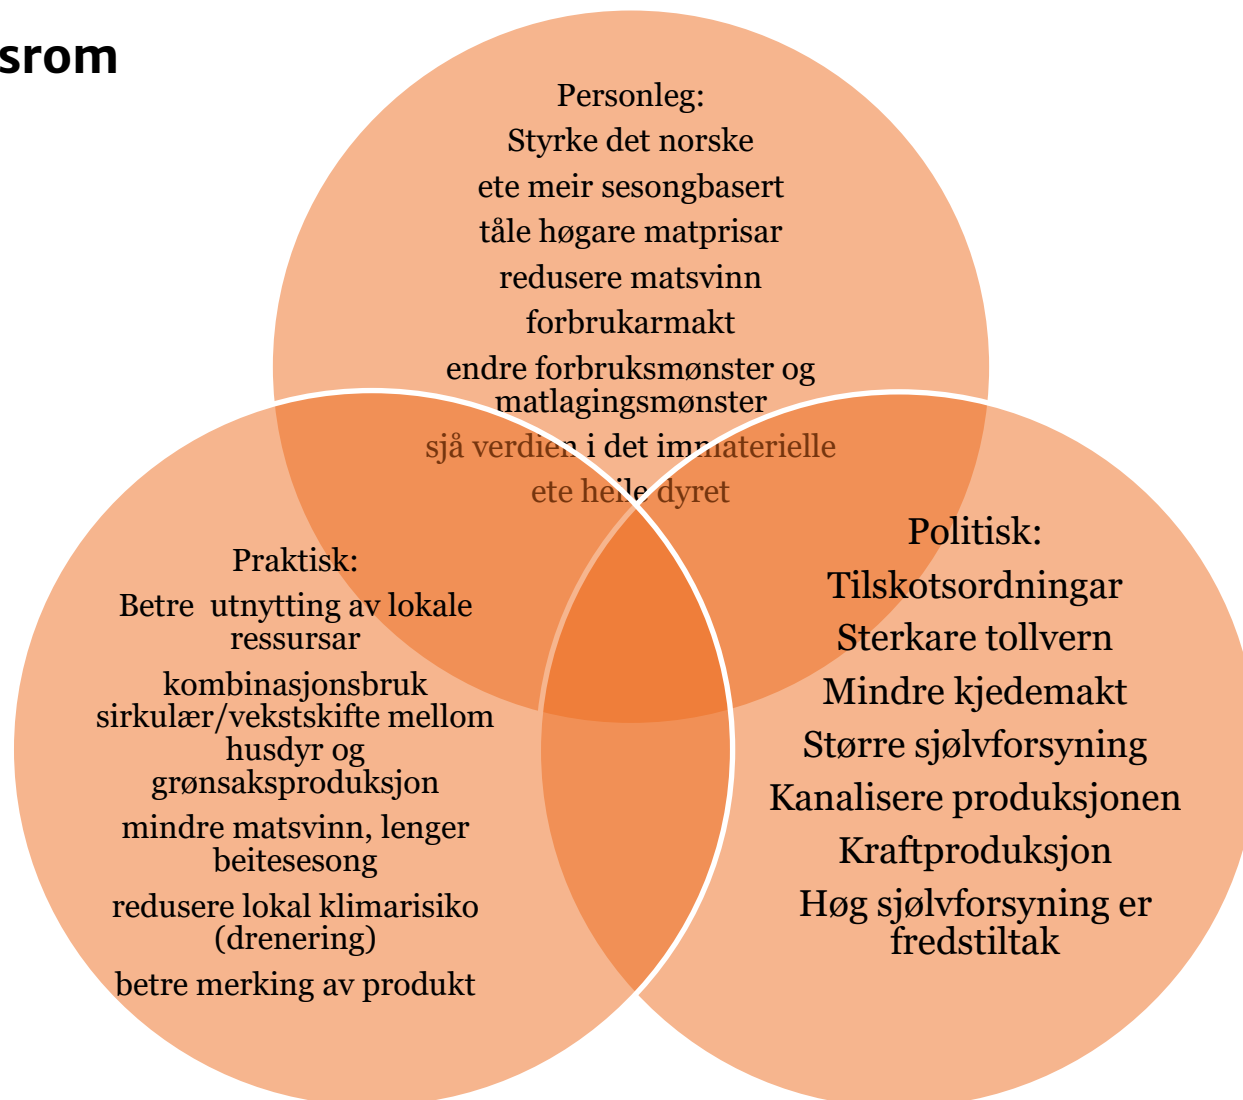 srom
Personleg:
Styrke det norske
ete meir sesongbasert
tåle høgare matprisar
redusere matsvinn
forbrukarmakt
endre forbruksmønster og
matlagingsmønster
sjå verdien i det immaterielle
ete heile dyret
Praktisk:
Betre  utnytting av lokale
ressursar
kombinasjonsbruk
sirkulær/vekstskifte mellom
husdyr og
grønsaksproduksjon
mindre matsvinn, lenger
beitesesong
redusere lokal klimarisiko
(drenering)
betre merking av produkt
Politisk:
Tilskotsordningar
Sterkare tollvern
Mindre kjedemakt
Større sjølvforsyning
Kanalisere produksjonen
Kraftproduksjon
Høg sjølvforsyning er
fredstiltak